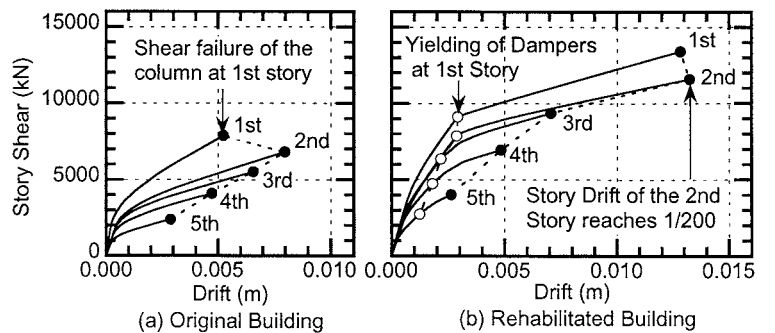 15000
10000
5000
0
Story Shear (kN)
Shear failure of the
column at 1st story
1st
2nd
3rd
4th
5th
0.000
0.005
0.010
Drift (m)
(a) Original Building
Yielding of Dampers
at 1st Story
1st
2nd
3rd
4th
5th
Story Drift of the 2nd
Story reaches 1/200
0.000
0.005
0.010
0.015
Drift (m)
(b) Rehabilitated Building